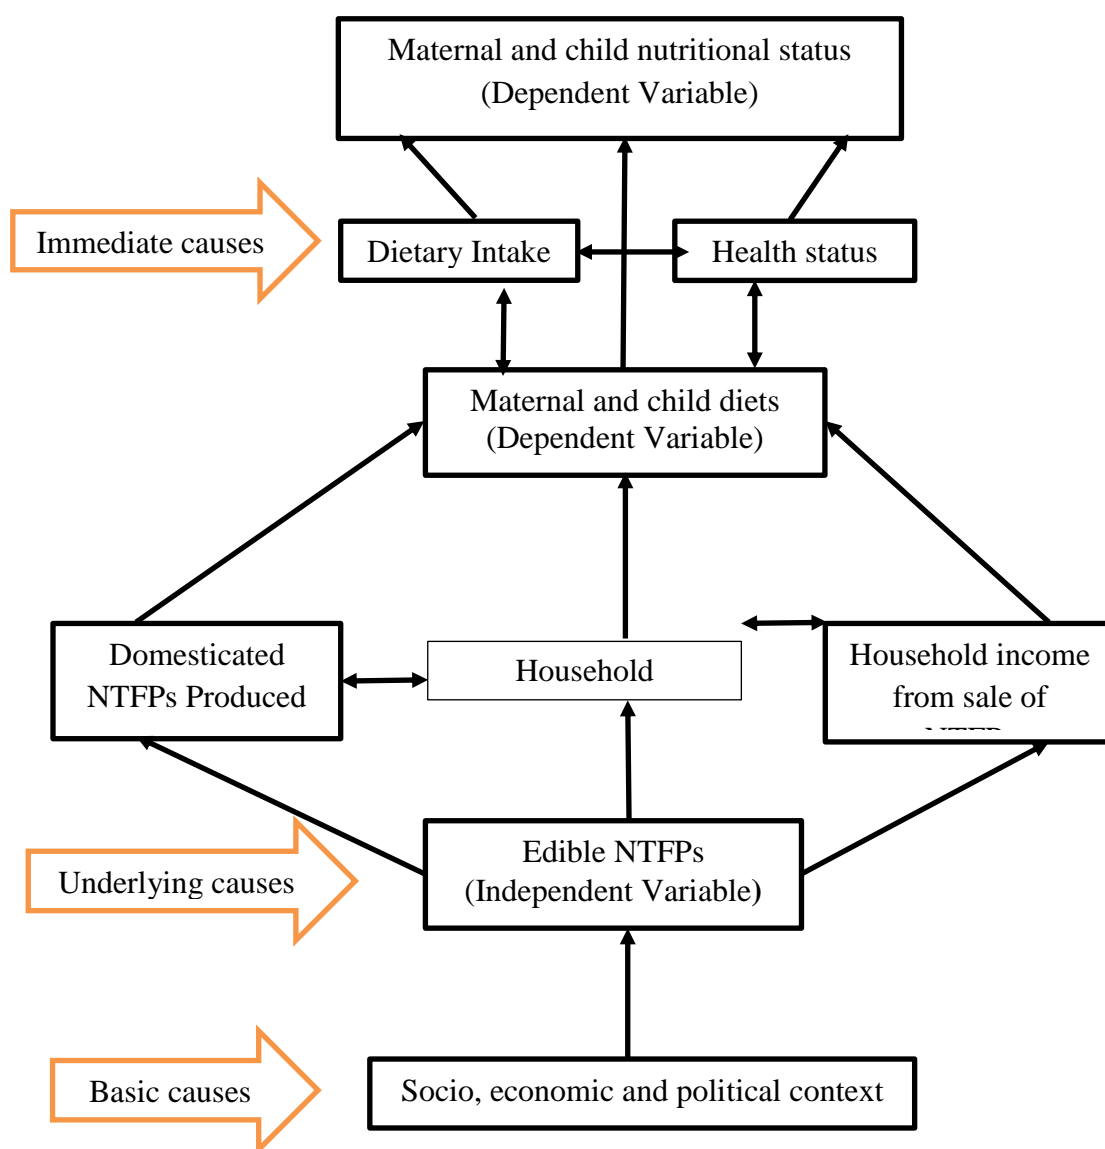 Maternal and child nutritional status
(Dependent Variable)
Immediate causes
Dietary Intake
Health status
Maternal and child diets
(Dependent Variable)
Domesticated
NTFPs Produced
Household
Household income
from sale of
Underlying causes
Edible NTFPs
(Independent Variable)
Basic causes
Socio, economic and political context